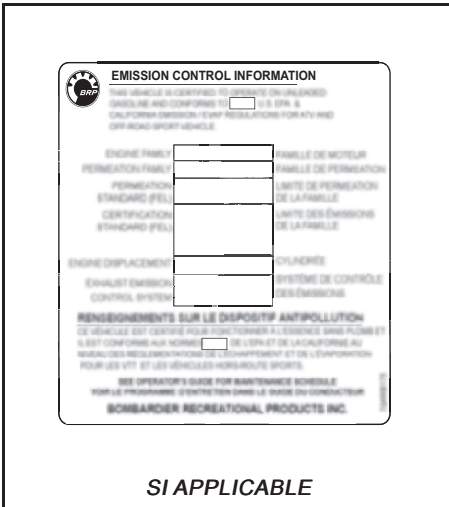 BRP
EMISSION CONTROL INFORMATION
THIS VEHICLE IS CERTIFIED TO OPERATE ON UNLEADED
GASOLINE AND CONFORMS TO U.S. EPA &
CALIFORNIA EMISSION / EVAP REGULATIONS FOR ATV AND
OFF-ROAD SPORT VEHICLE.
ENGINE FAMILY FAMILLE DE MOTEUR
PERMEATION FAMILY FAMILLE DE PERMEATION
PERMEATION LIMITE DE PERMEATION
STANDARD (FEL) DE LA FAMILLE
CERTIFICATION LIMITE DES ÉMISSIONS
STANDARD (FEL) DE LA FAMILLE
ENGINE DISPLACEMENT CYLINDRÉE
EXHAUST EMISSION SYSTÈME DE CONTRÔLE
CONTROL SYSTEM DES ÉMISSIONS
RENSEIGNEMENTS SUR LE DISPOSITIF ANTIPOLLUTION
CE VÉHICULE EST CERTIFIÉ POUR FONCTIONNER À L'ESSENCE SANS PLOMB ET
IL EST CONFORME AUX NORMES DE L'EPA ET DE LA CALIFORNIE AU
NIVEAU DES RÉGLEMENTATIONS DE L'ÉCHAPPEMENT ET DE L'ÉVAPORATION
POUR LES VTT ET LES VÉHICULES HORS-ROUTE SPORTS.
SEE OPERATOR'S GUIDE FOR MAINTENANCE SCHEDULE
VOIR LE PROGRAMME D'ENTRETIEN DANS LE GUIDE DU CONDUCTEUR
BOMBARDIER RECREATIONAL PRODUCTS INC.
SI APPLICABLE